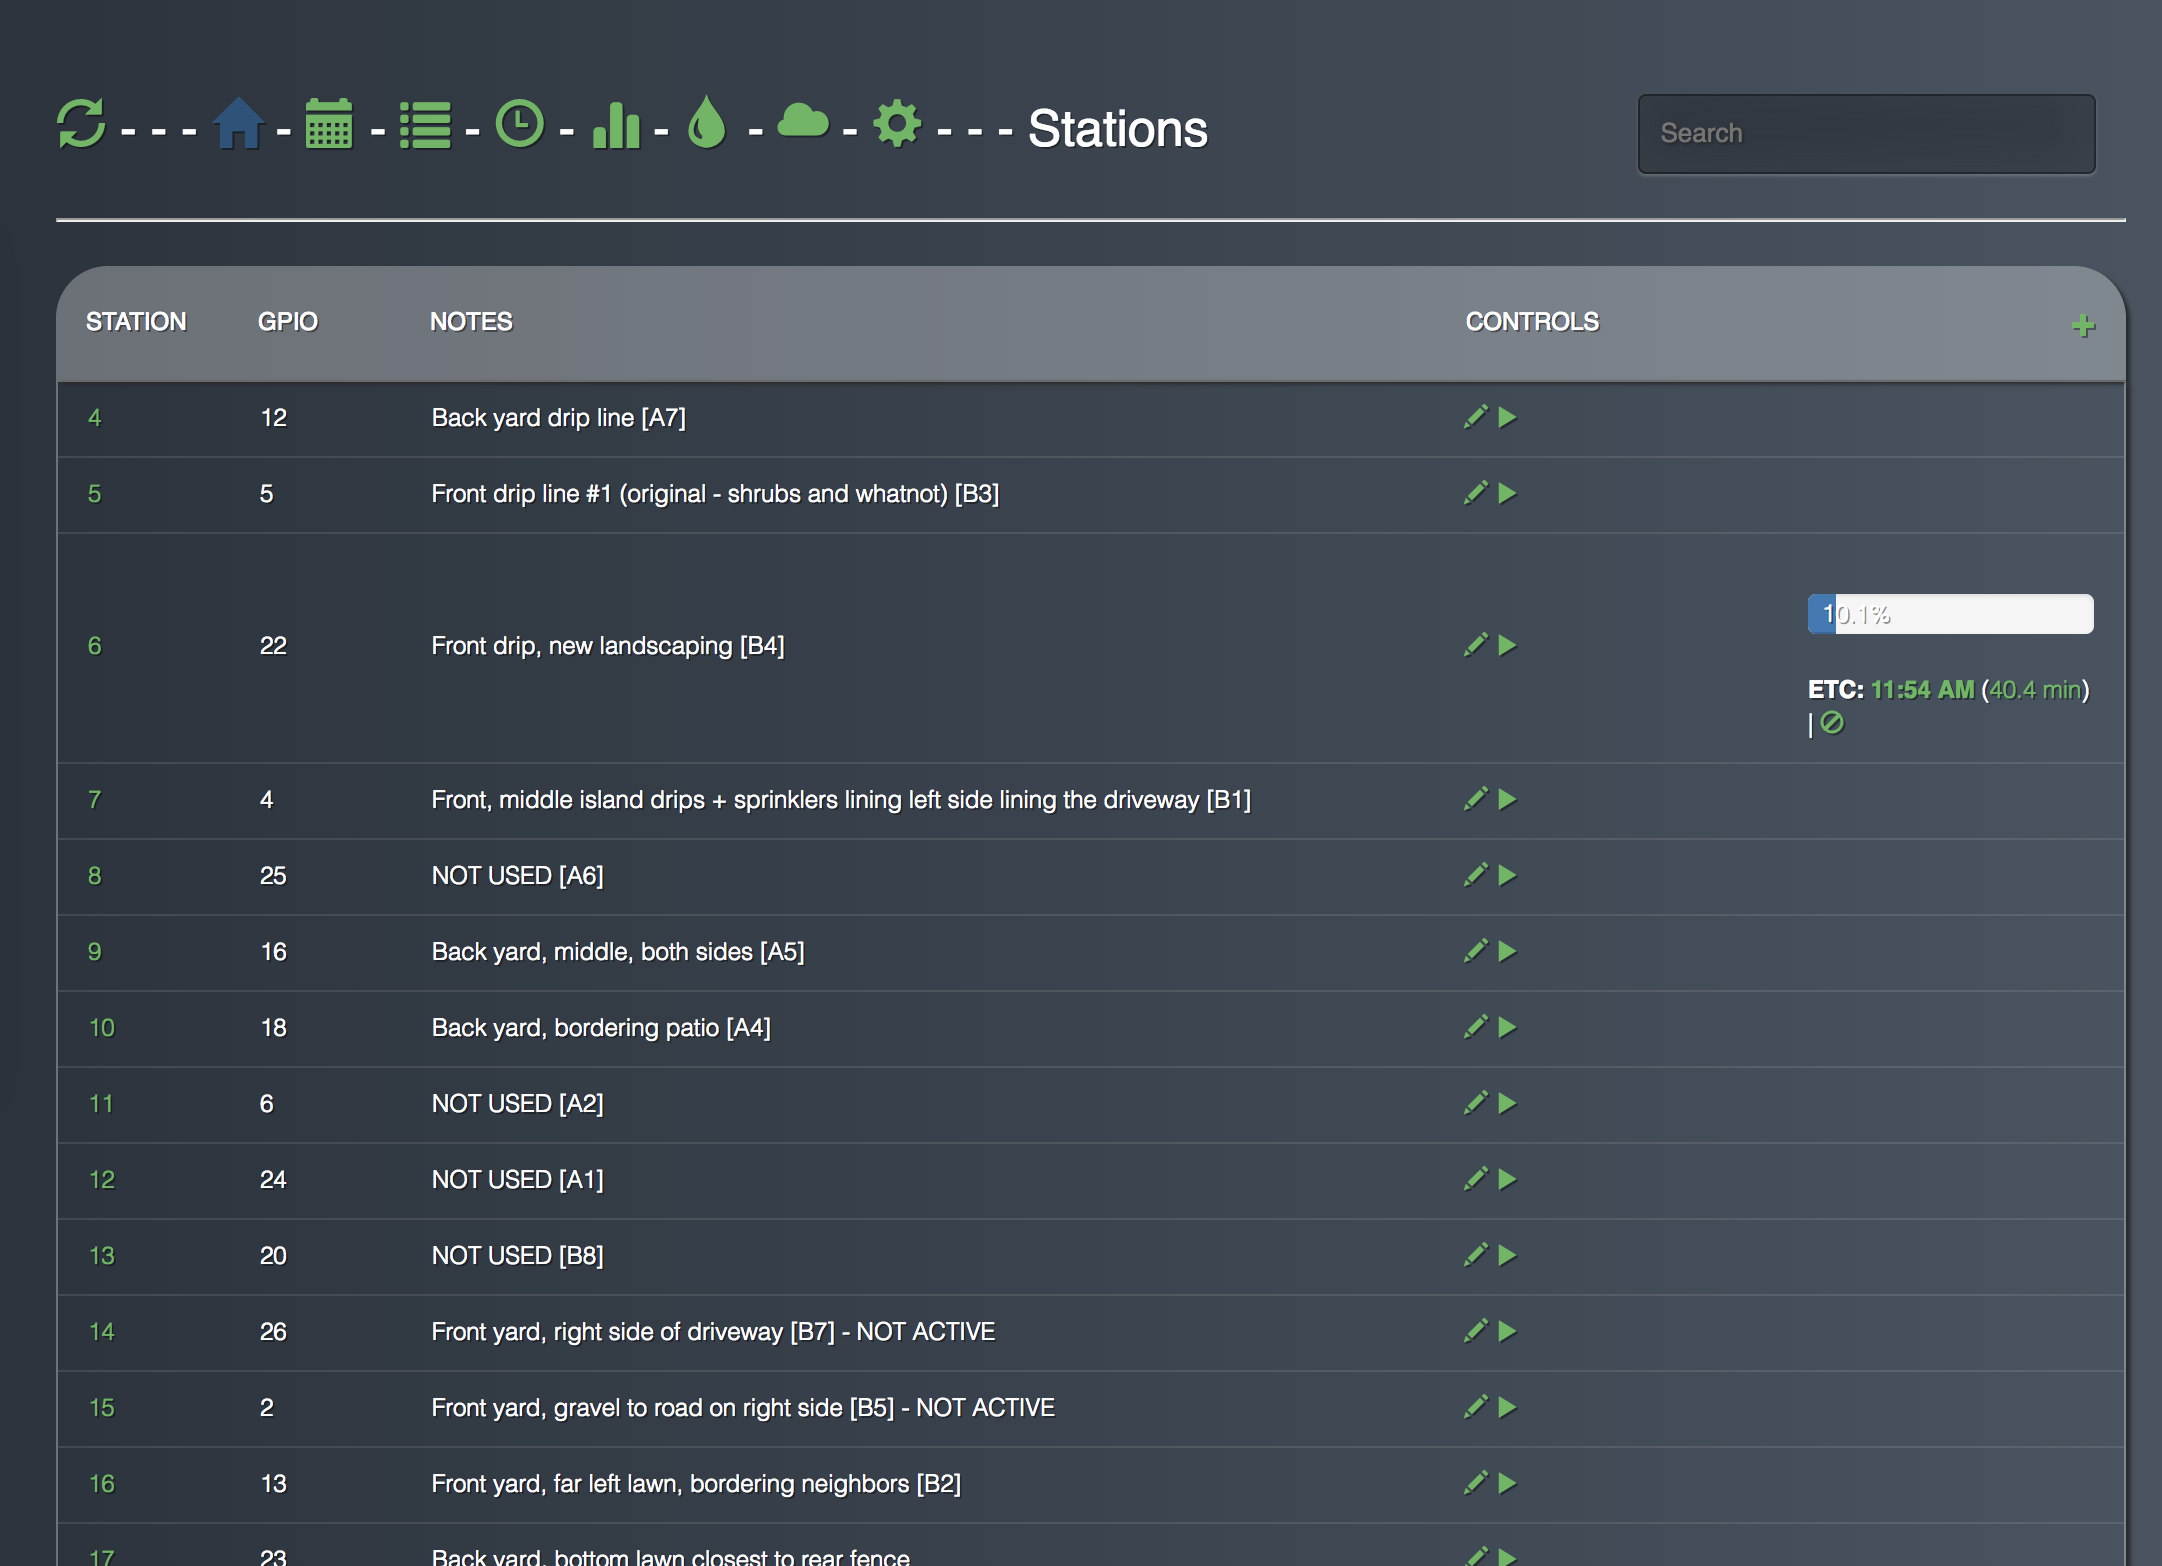 - - - - - - - - - - - - - Stations
Search
STATION GPIO NOTES CONTROLS
4 12 Back yard drip line [A7]
5 5 Front drip line #1 (original - shrubs and whatnot) [B3]
10.1%
6 22 Front drip, new landscaping [B4]
ETC: 11:54 AM (40.4 min)
|
7 4 Front, middle island drips + sprinklers lining left side lining the driveway [B1]
8 25 NOT USED [A6]
9 16 Back yard, middle, both sides [A5]
10 18 Back yard, bordering patio [A4]
11 6 NOT USED [A2]
12 24 NOT USED [A1]
13 20 NOT USED [B8]
14 26 Front yard, right side of driveway [B7] - NOT ACTIVE
15 2 Front yard, gravel to road on right side [B5] - NOT ACTIVE
16 13 Front yard, far left lawn, bordering neighbors [B2]
17 23 Back yard, bottom lawn closest to rear fence